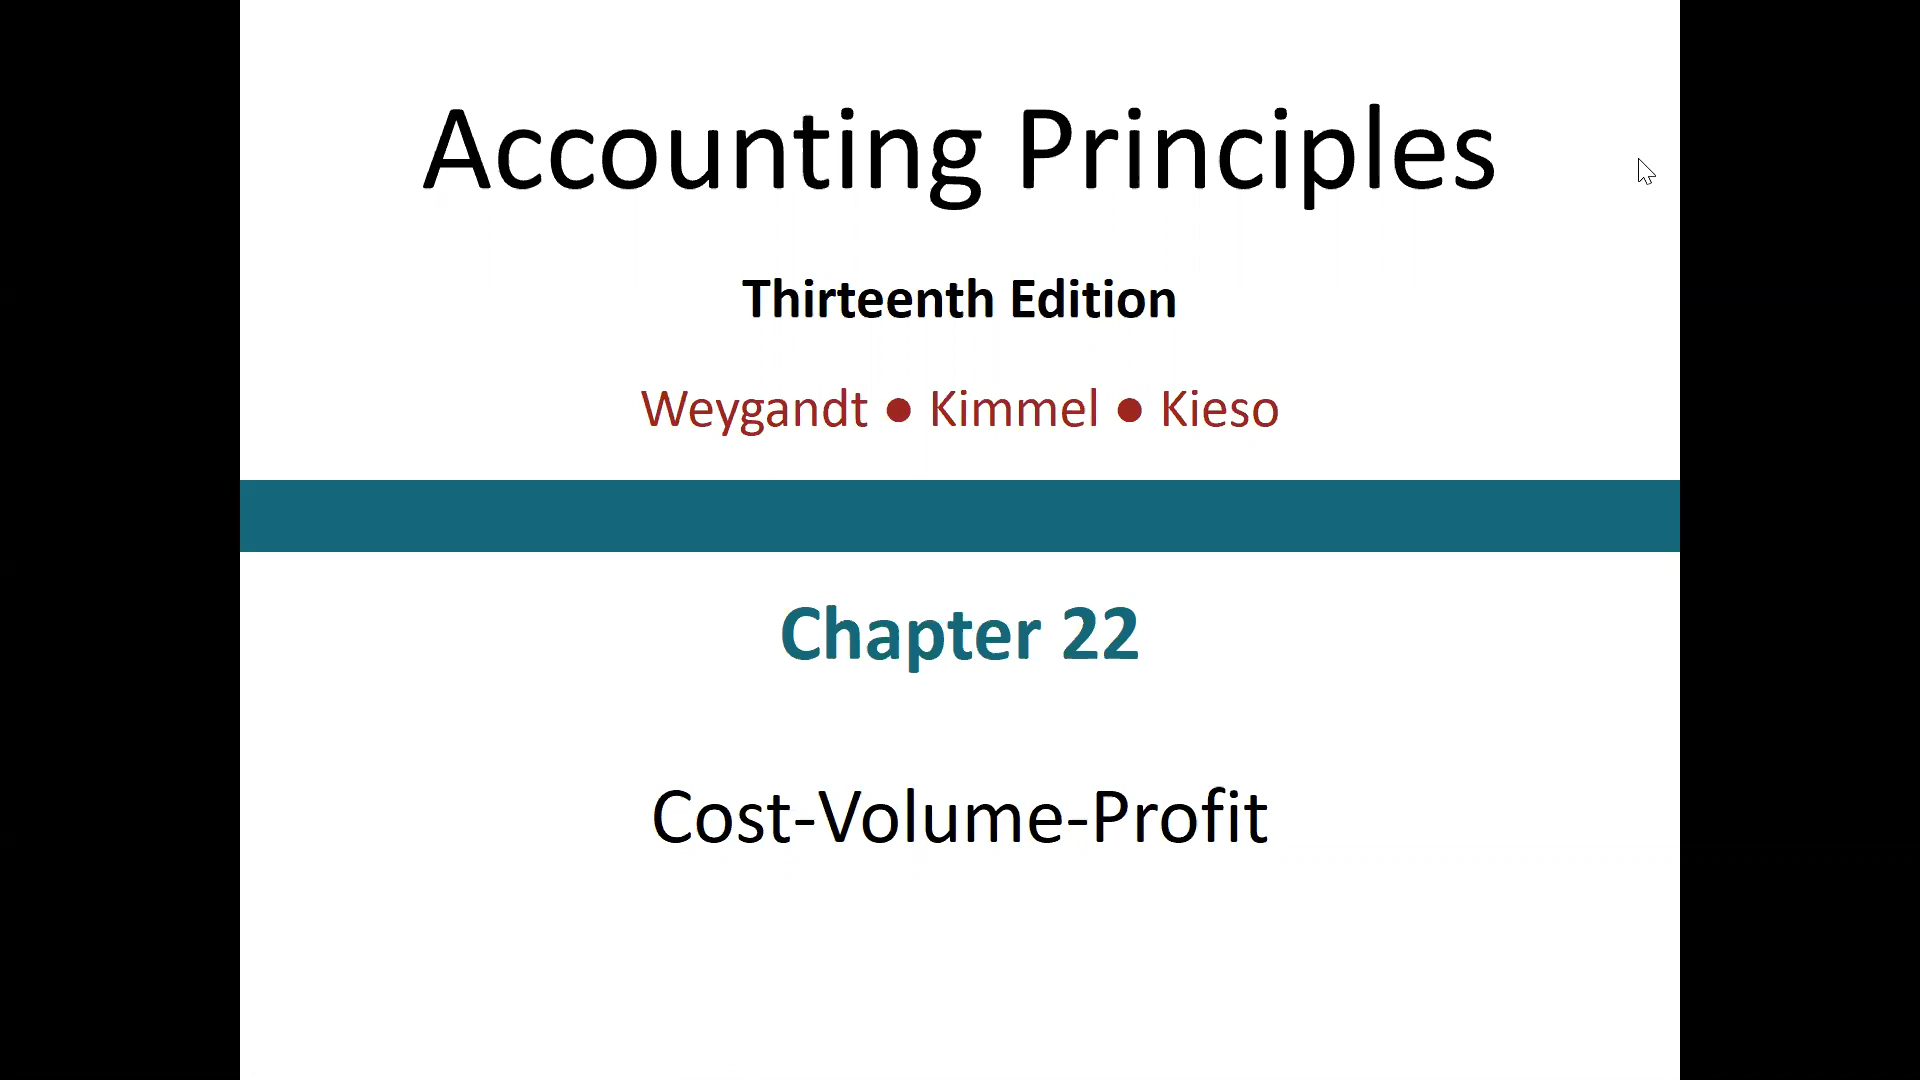 Accounting Principles
Thirteenth Edition
Weygandt ● Kimmel ● Kieso
Chapter 22
Cost-Volume-Profit